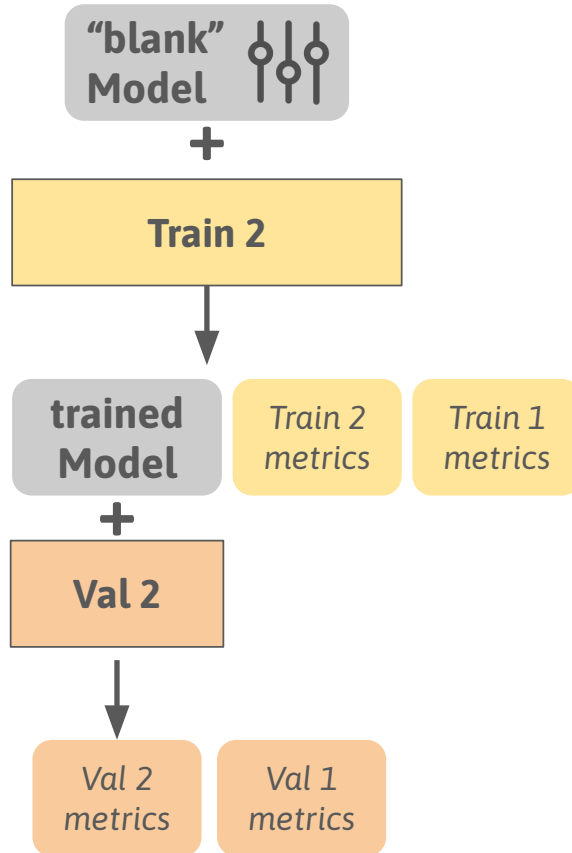 “blank”
Model
+
Train 2
trained
Model
Train 2
metrics
Train 1
metrics
+
Val 2
Val 2
metrics
Val 1
metrics